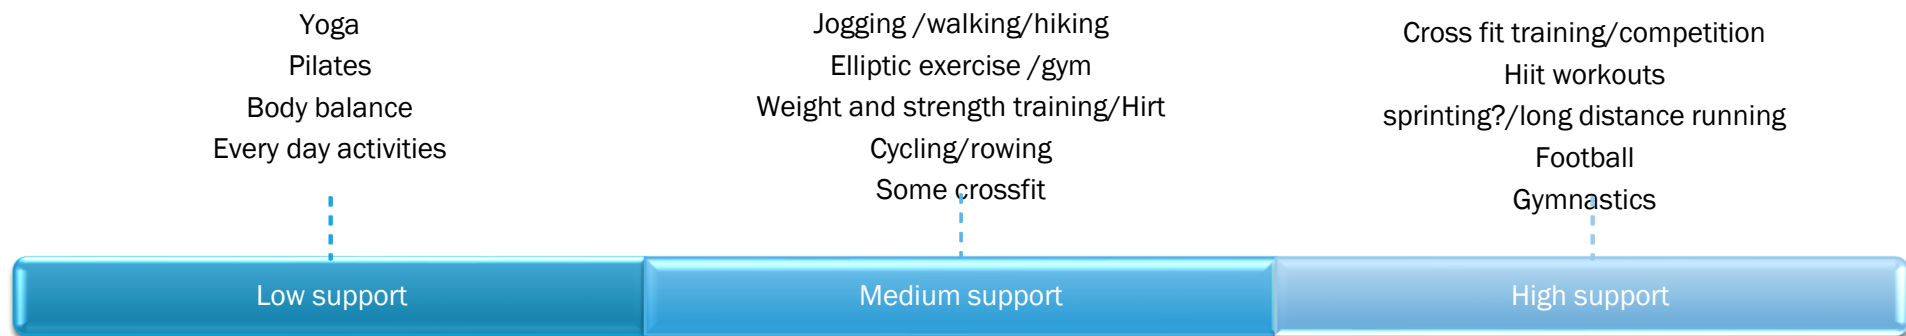 Yoga
Pilates
Body balance
Every day activities
Low support
Jogging /walking/hiking
Elliptic exercise /gym
Weight and strength training/Hirt
Cycling/rowing
Some crossfit
Medium support
Cross fit training/competition
Hiit workouts
sprinting?/long distance running
Football
Gymnastics
High support